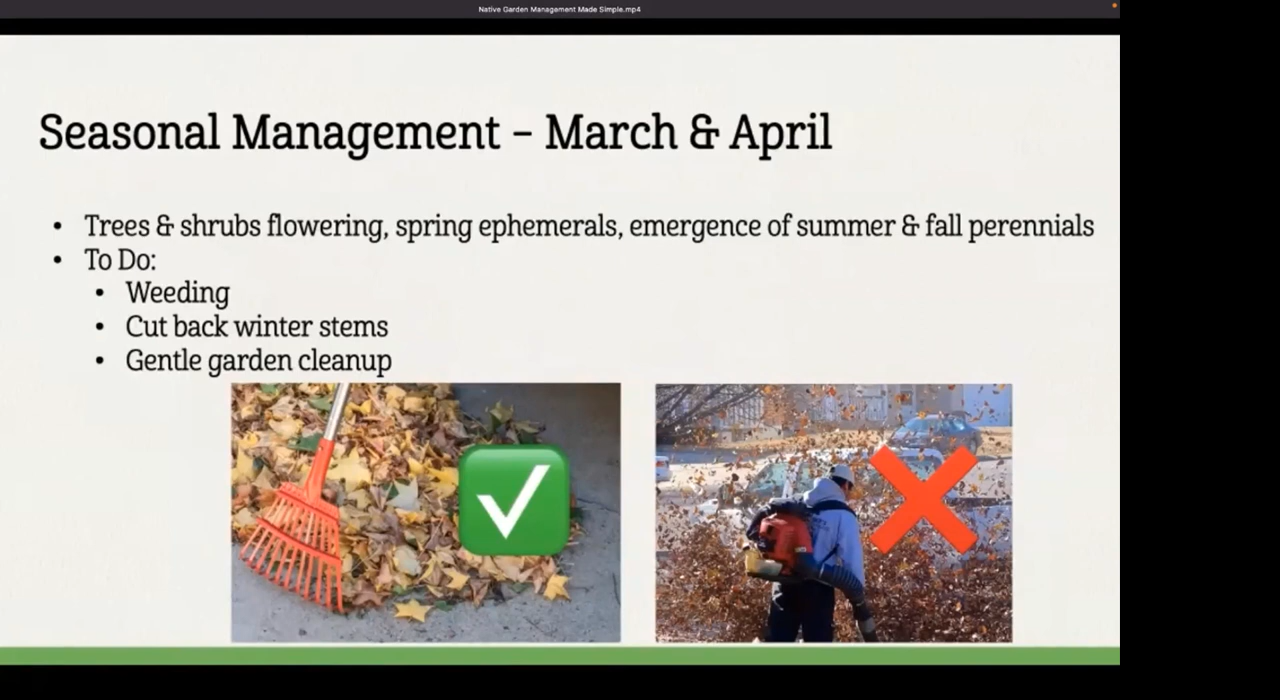 Native Garden Management Made Simple.mp4
Seasonal Management – March & April
• Trees & shrubs flowering, spring ephemerals, emergence of summer & fall perennials
• To Do:
• Weeding
• Cut back winter stems
• Gentle garden cleanup